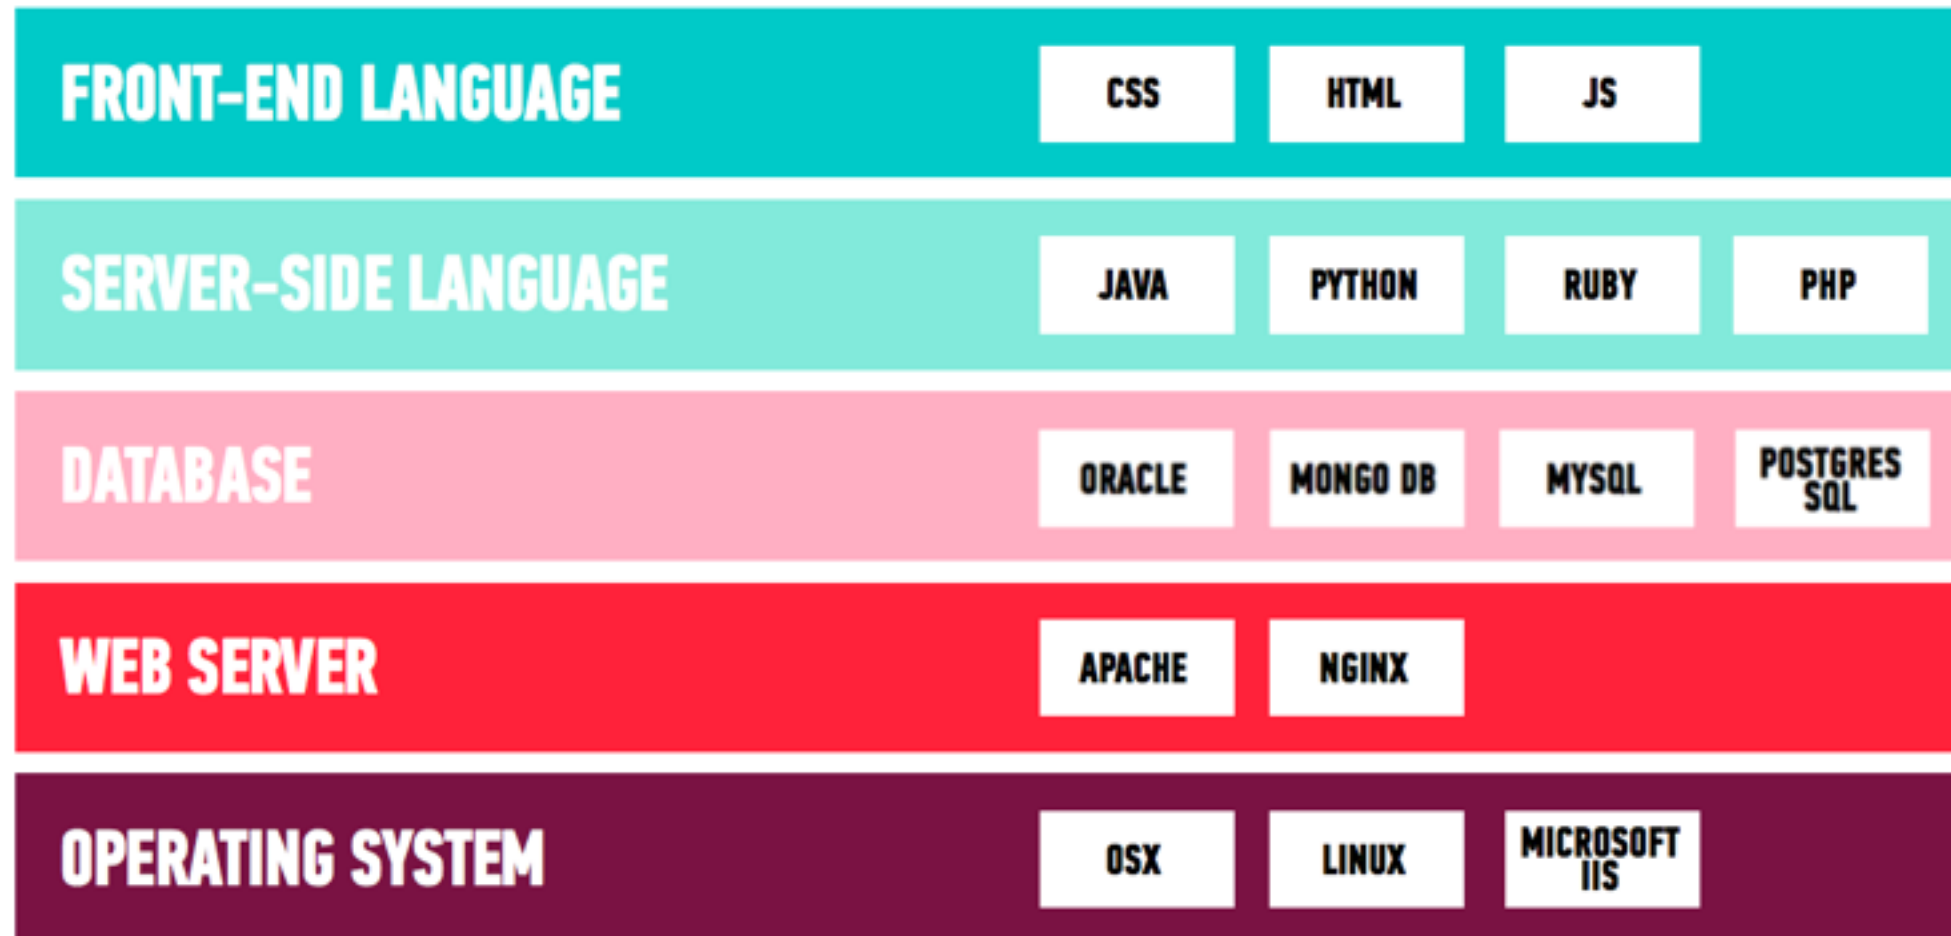 FRONT-END LANGUAGE
CSS
HTML
JS
SERVER-SIDE LANGUAGE
JAVA
PYTHON
RUBY
PHP
DATABASE
ORACLE
MONGO DB
MYSQL
POSTGRES
SQL
WEB SERVER
APACHE
NGINX
OPERATING SYSTEM
OSX
LINUX
MICROSOFT
IIS